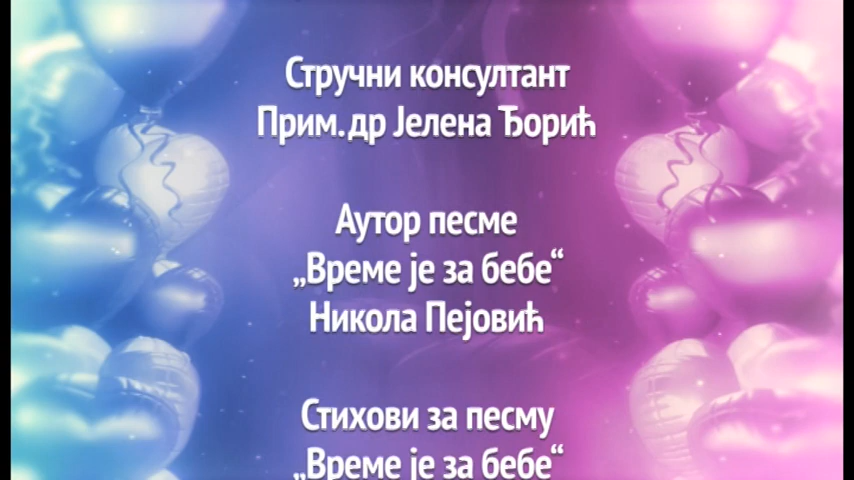 Стручни консултант
Прим. др Јелена Ђорић
Аутор песме
„Време је за бебе“
Никола Пејовић
Стихови за песму
„Време је за бебе“